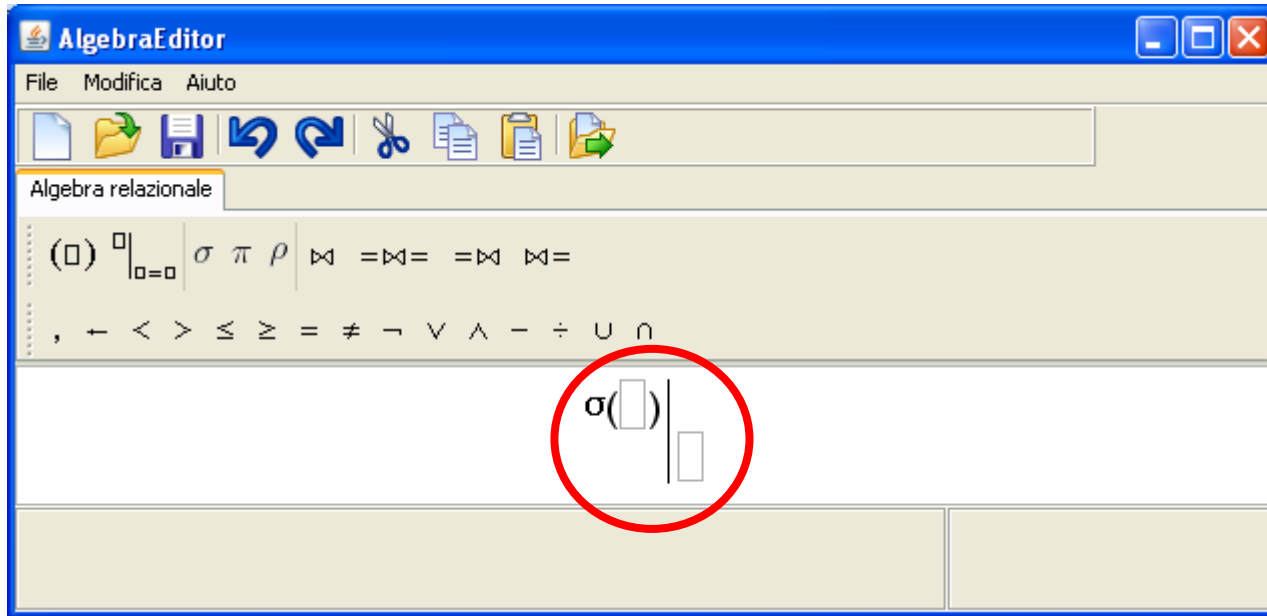 AlgebraEditor
File Modifica Aiuto
Algebra relazionale
(□) □|□=□ σ π ρ ⋈ =⋈= =⋈ ⋈=
, ← < > ≤ ≥ = ≠ ¬ ∨ ∧ − ÷ ∪ ∩
σ(□)|□